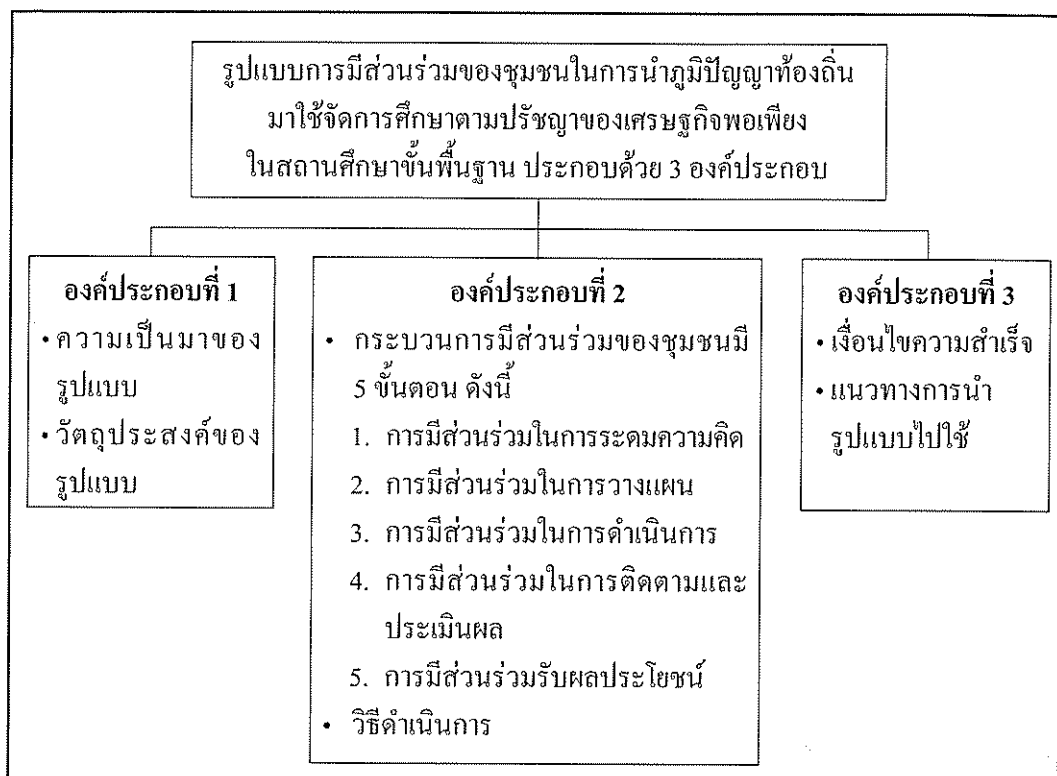 รูปแบบการมีส่วนร่วมของชุมชนในการนำภูมิปัญญาท้องถิ่น
มาใช้จัดการศึกษาตามปรัชญาของเศรษฐกิจพอเพียง
ในสถานศึกษาขั้นพื้นฐาน ประกอบด้วย 3 องค์ประกอบ
องค์ประกอบที่ 1
• ความเป็นมาของ
รูปแบบ
• วัตถุประสงค์ของ
รูปแบบ
องค์ประกอบที่ 2
• กระบวนการมีส่วนร่วมของชุมชนมี
5 ขั้นตอน ดังนี้
1. การมีส่วนร่วมในการระดมความคิด
2. การมีส่วนร่วมในการวางแผน
3. การมีส่วนร่วมในการดำเนินการ
4. การมีส่วนร่วมในการติดตามและ
ประเมินผล
5. การมีส่วนร่วมรับผลประโยชน์
• วิธีดำเนินการ
องค์ประกอบที่ 3
• เงื่อนไขความสำเร็จ
• แนวทางการนำ
รูปแบบไปใช้